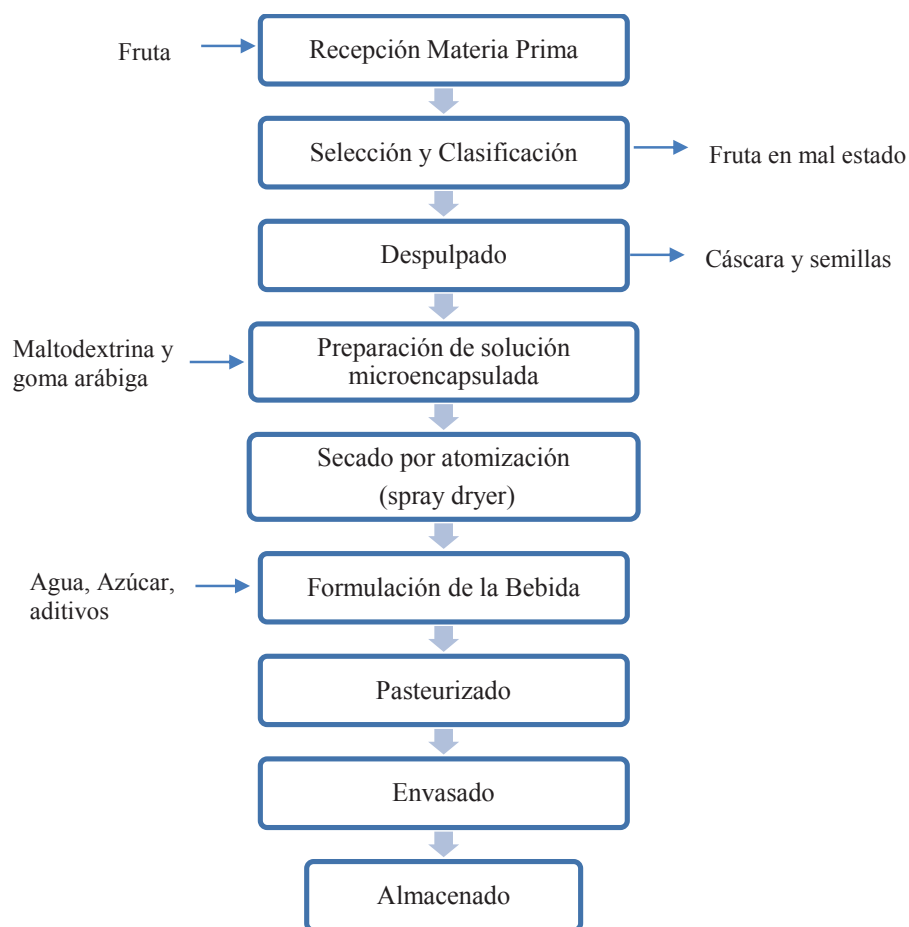 Fruta
Recepción Materia Prima
Selección y Clasificación
Fruta en mal estado
Despulpado
Cáscara y semillas
Maltodextrina y
goma arábiga
Preparación de solución
microencapsulada
Secado por atomización
(spray dryer)
Agua, Azúcar,
aditivos
Formulación de la Bebida
Pasteurizado
Envasado
Almacenado